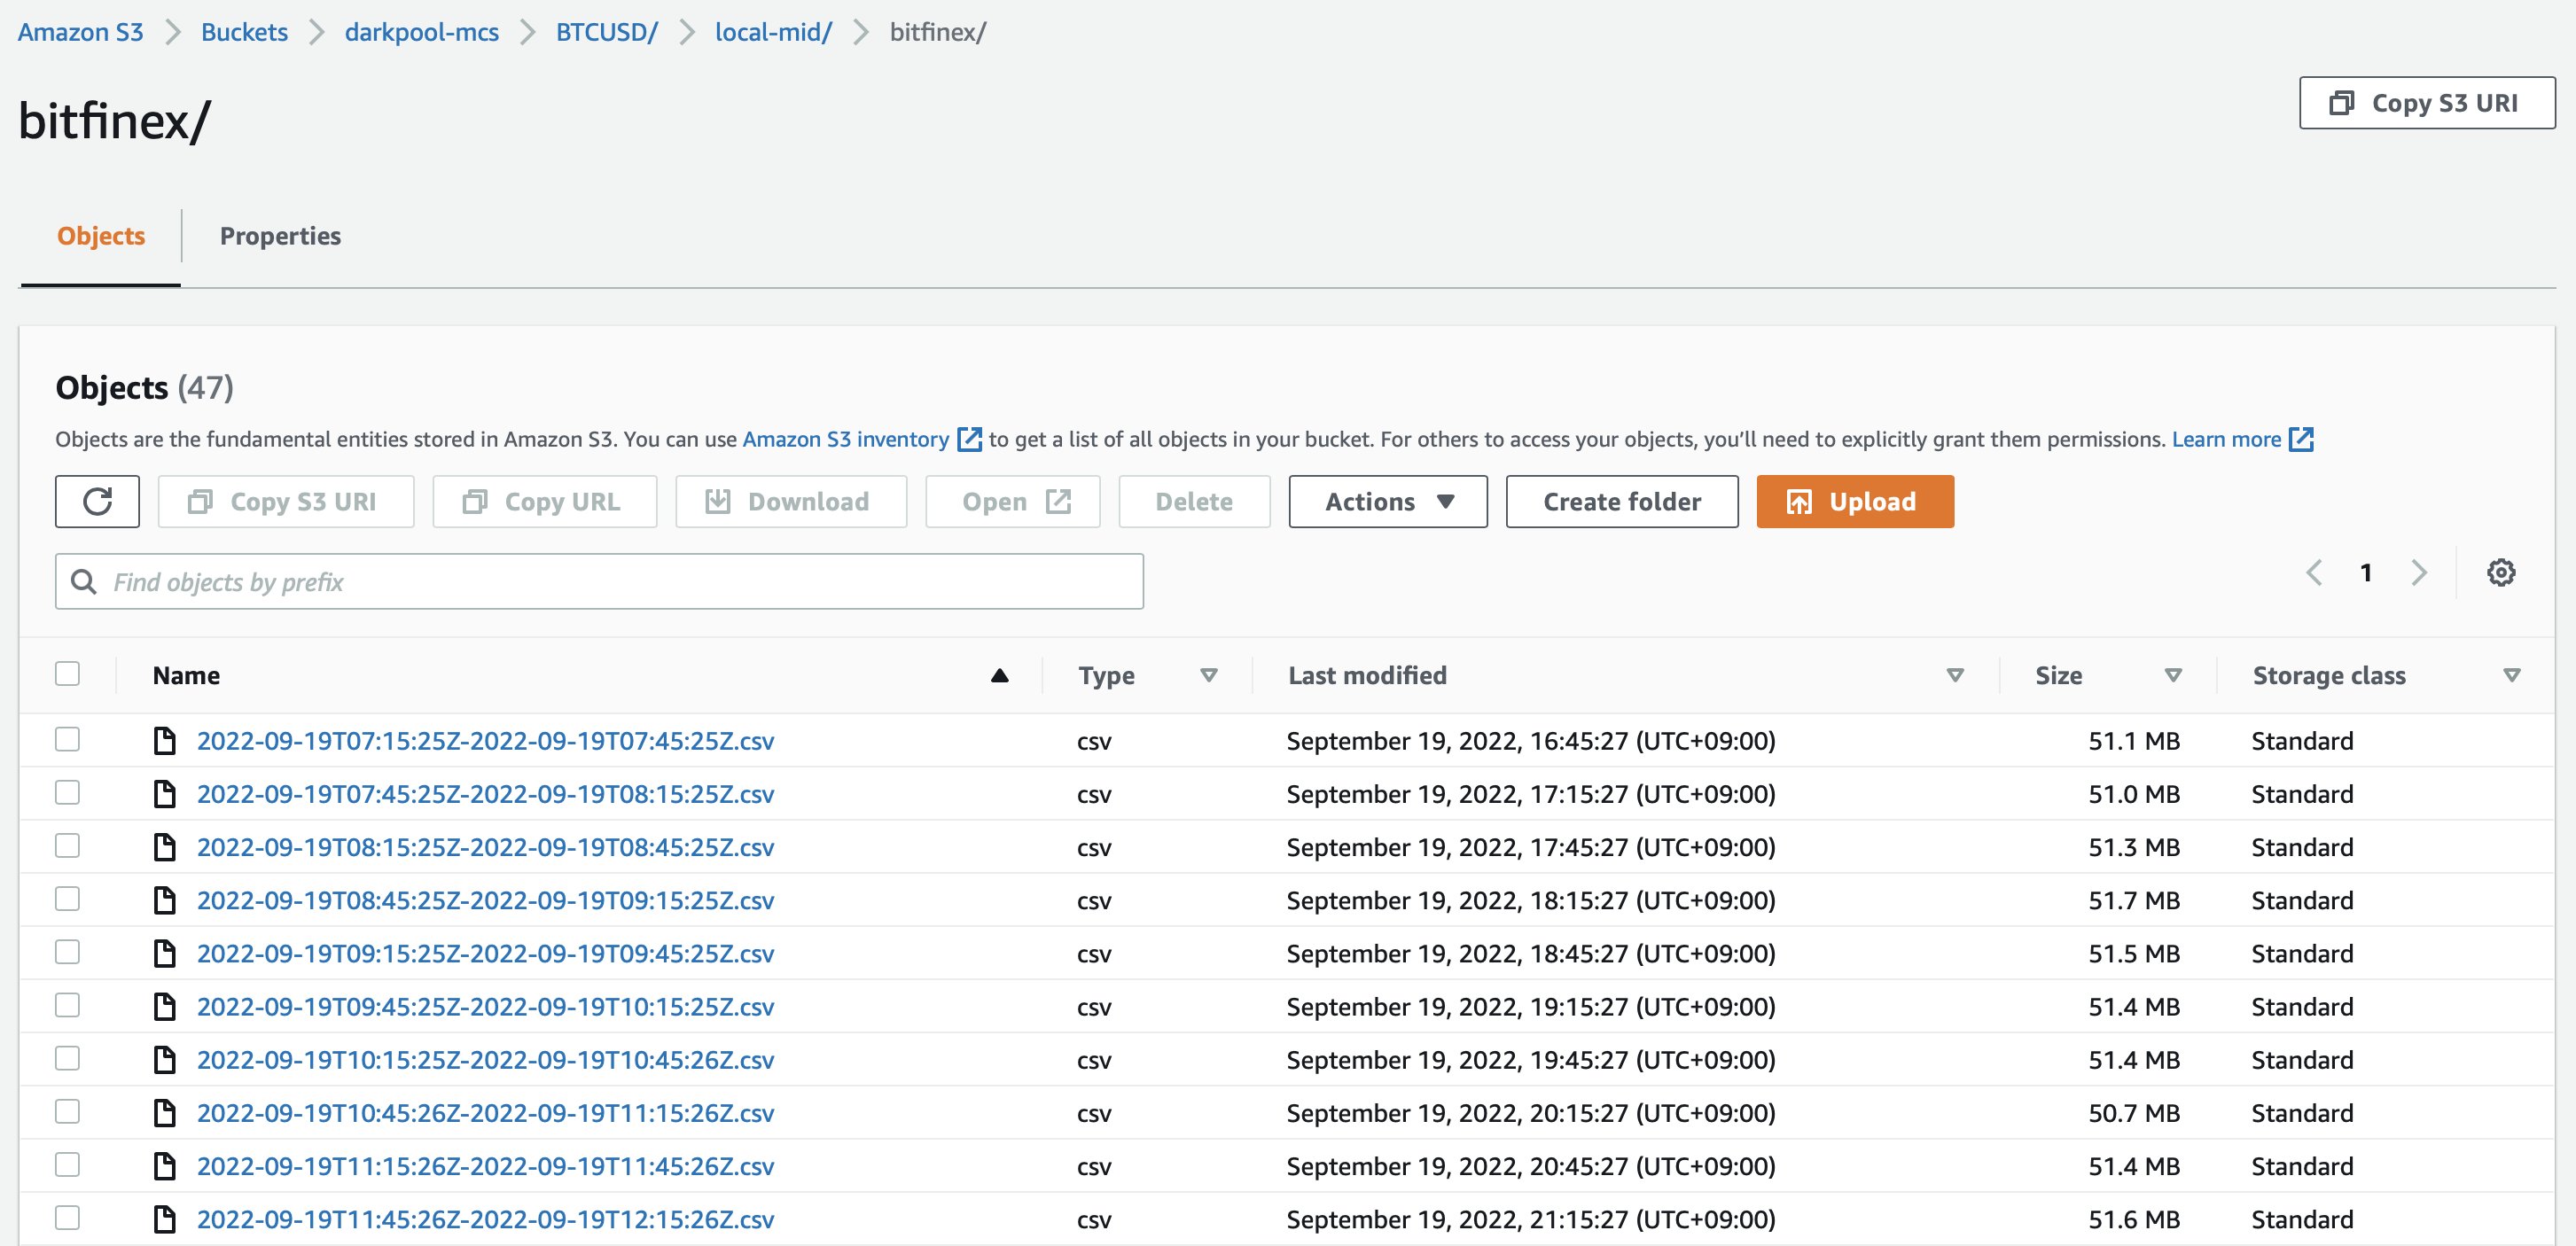 Amazon S3 > Buckets > darkpool-mcs > BTCUSD/ > local-mid/ > bitfinex/
bitfinex/
Copy S3 URI
Objects Properties
Objects (47)
Objects are the fundamental entities stored in Amazon S3. You can use Amazon S3 inventory to get a list of all objects in your bucket. For others to access your objects, you’ll need to explicitly grant them permissions. Learn more
Copy S3 URI Copy URL Download Open Delete Actions Create folder Upload
Find objects by prefix
1
Name Type Last modified Size Storage class
2022-09-19T07:15:25Z-2022-09-19T07:45:25Z.csv csv September 19, 2022, 16:45:27 (UTC+09:00) 51.1 MB Standard
2022-09-19T07:45:25Z-2022-09-19T08:15:25Z.csv csv September 19, 2022, 17:15:27 (UTC+09:00) 51.0 MB Standard
2022-09-19T08:15:25Z-2022-09-19T08:45:25Z.csv csv September 19, 2022, 17:45:27 (UTC+09:00) 51.3 MB Standard
2022-09-19T08:45:25Z-2022-09-19T09:15:25Z.csv csv September 19, 2022, 18:15:27 (UTC+09:00) 51.7 MB Standard
2022-09-19T09:15:25Z-2022-09-19T09:45:25Z.csv csv September 19, 2022, 18:45:27 (UTC+09:00) 51.5 MB Standard
2022-09-19T09:45:25Z-2022-09-19T10:15:25Z.csv csv September 19, 2022, 19:15:27 (UTC+09:00) 51.4 MB Standard
2022-09-19T10:15:25Z-2022-09-19T10:45:26Z.csv csv September 19, 2022, 19:45:27 (UTC+09:00) 51.4 MB Standard
2022-09-19T10:45:26Z-2022-09-19T11:15:26Z.csv csv September 19, 2022, 20:15:27 (UTC+09:00) 50.7 MB Standard
2022-09-19T11:15:26Z-2022-09-19T11:45:26Z.csv csv September 19, 2022, 20:45:27 (UTC+09:00) 51.4 MB Standard
2022-09-19T11:45:26Z-2022-09-19T12:15:26Z.csv csv September 19, 2022, 21:15:27 (UTC+09:00) 51.6 MB Standard